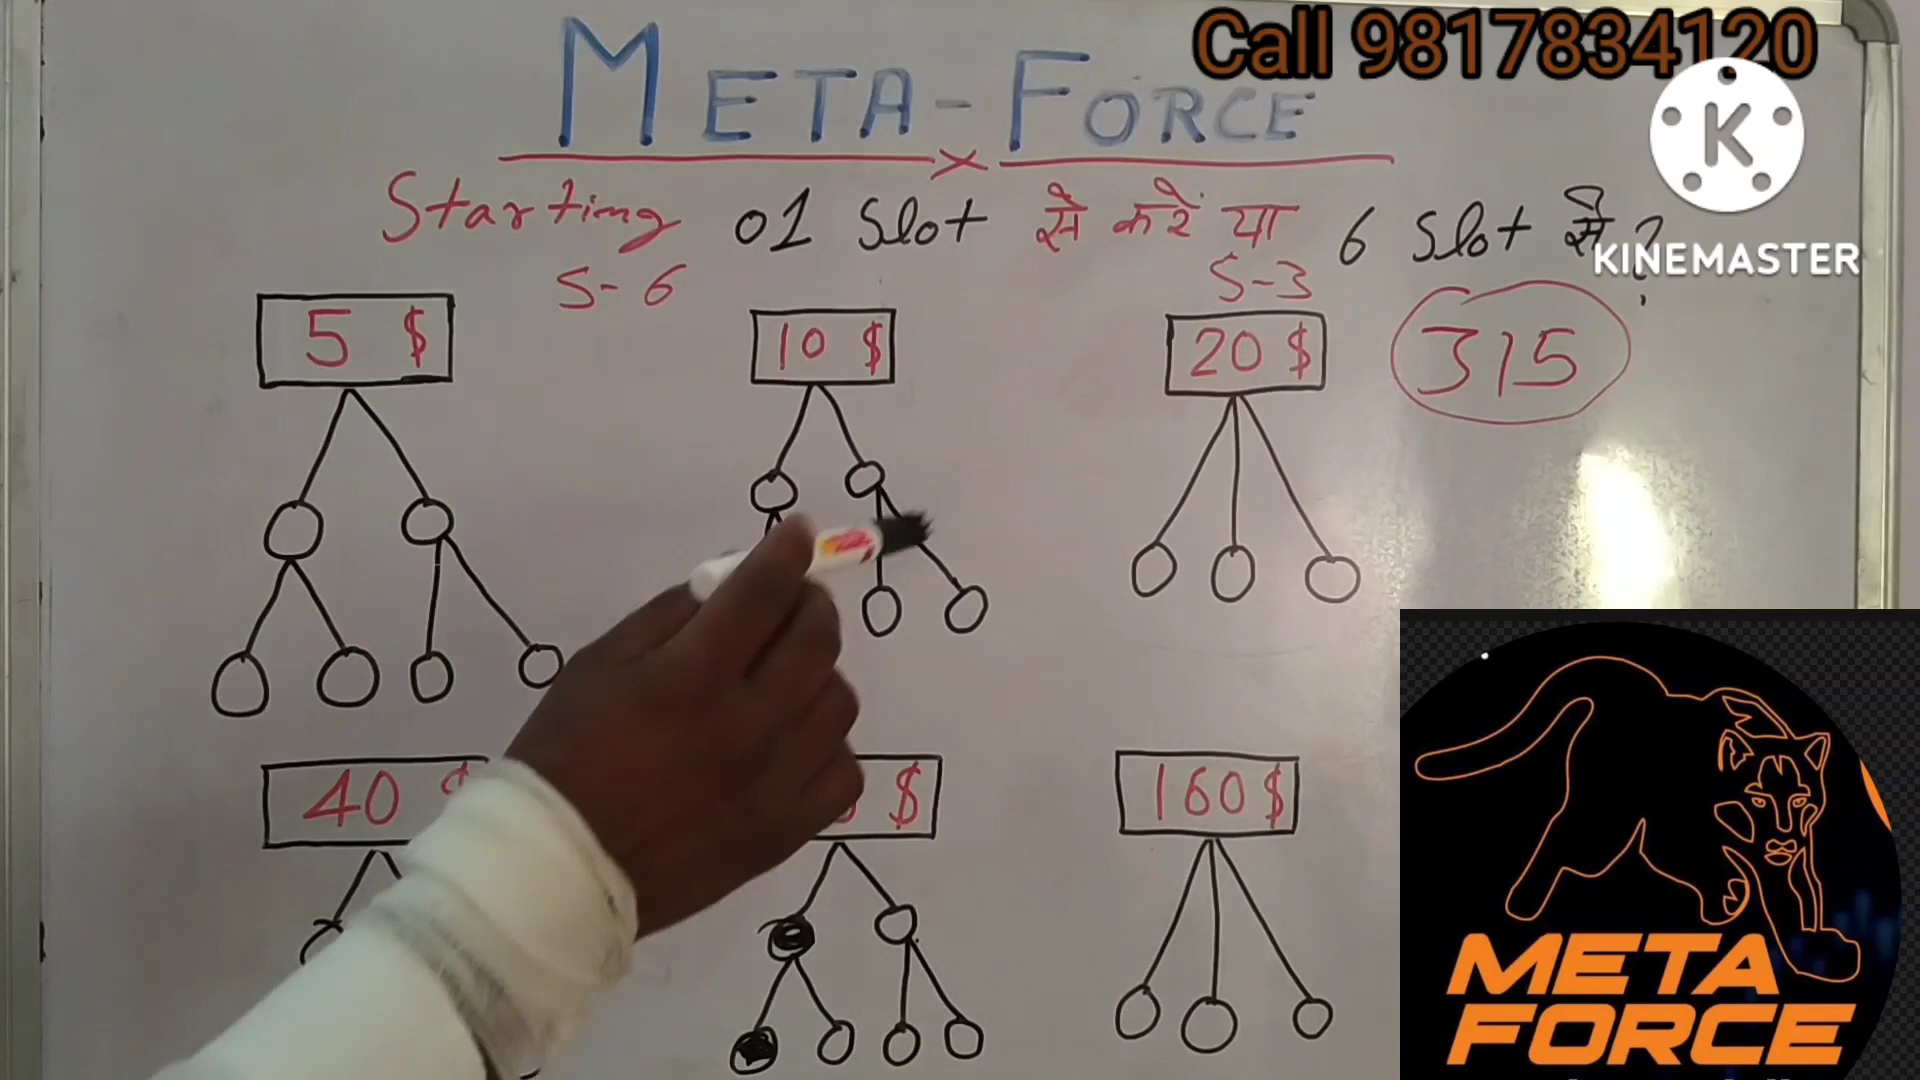 Call 9817834120
META-FORCE
Starting 01 Slot से करें या 6 Slot से ?
K
KINEMASTER
S-6
S-3
5 $
10 $
20 $
315
40
$
160 $
META
FORCE